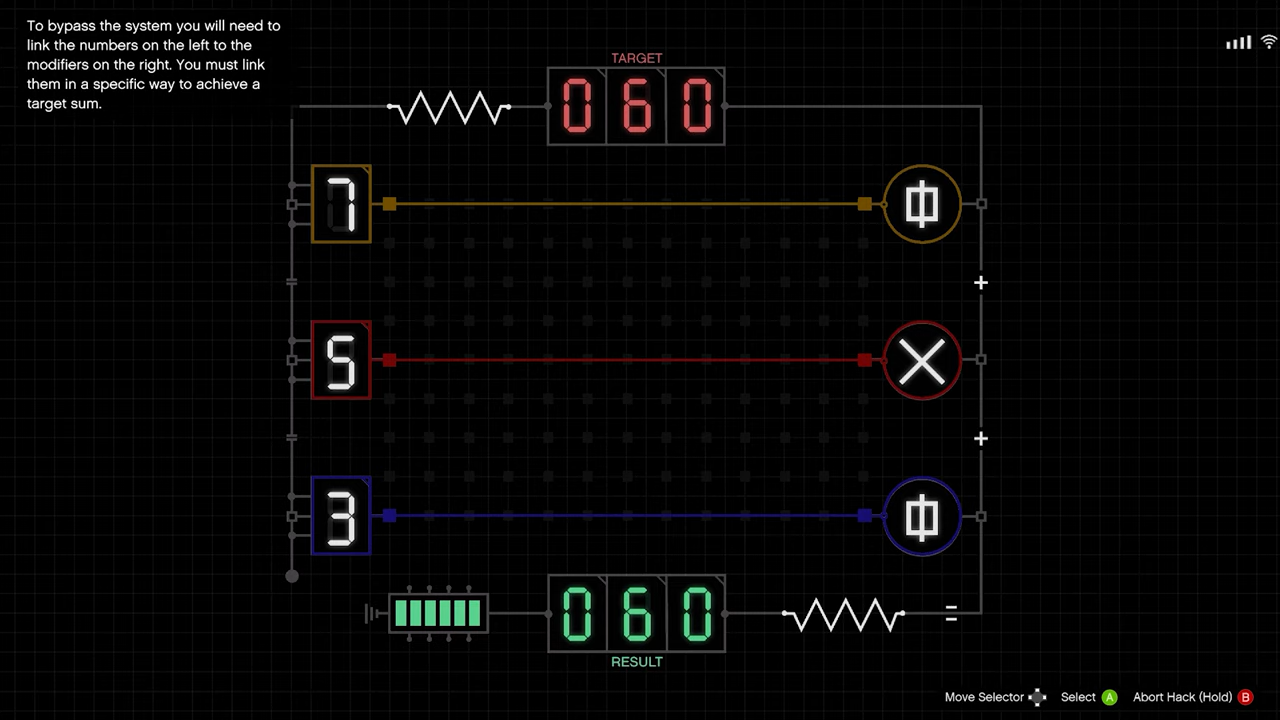 To bypass the system you will need to
link the numbers on the left to the
modifiers on the right. You must link
them in a specific way to achieve a
target sum.
TARGET
060
7
中
+
5
×
+
3
中
060
=
RESULT
Move Selector Select A Abort Hack (Hold) B